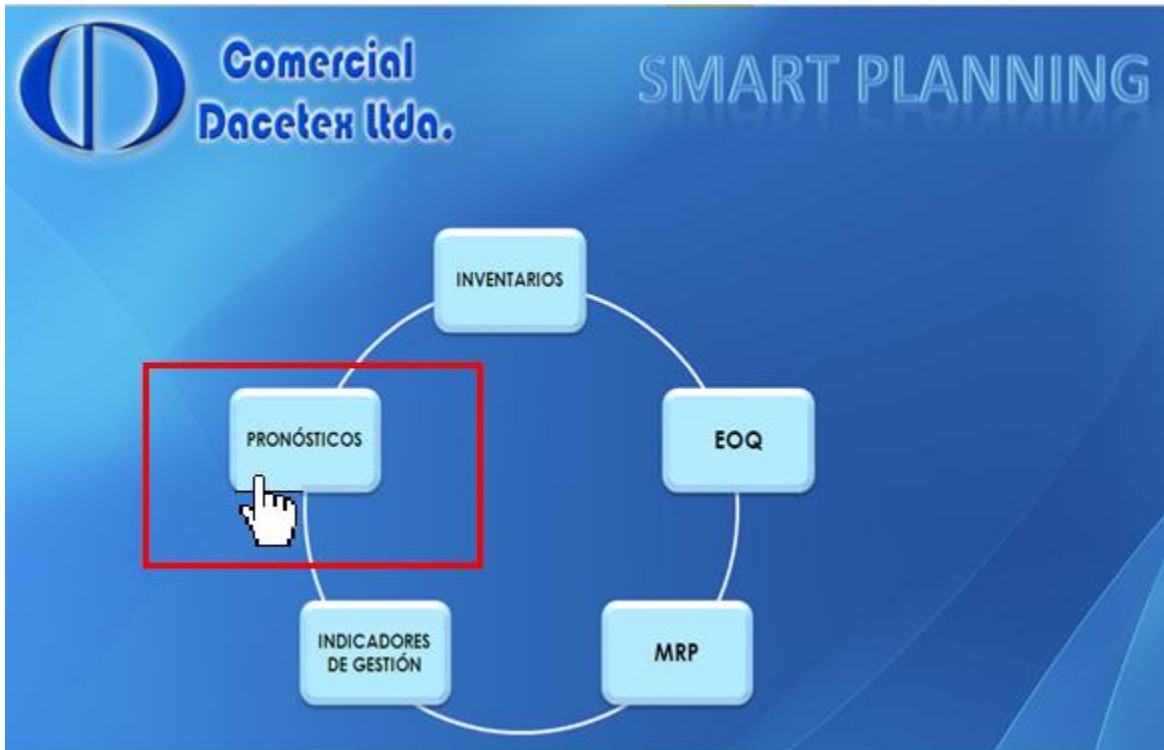 Comercial
Dacetex ltda.
SMART PLANNING
INVENTARIOS
PRONÓSTICOS
EOQ
INDICADORES
DE GESTIÓN
MRP